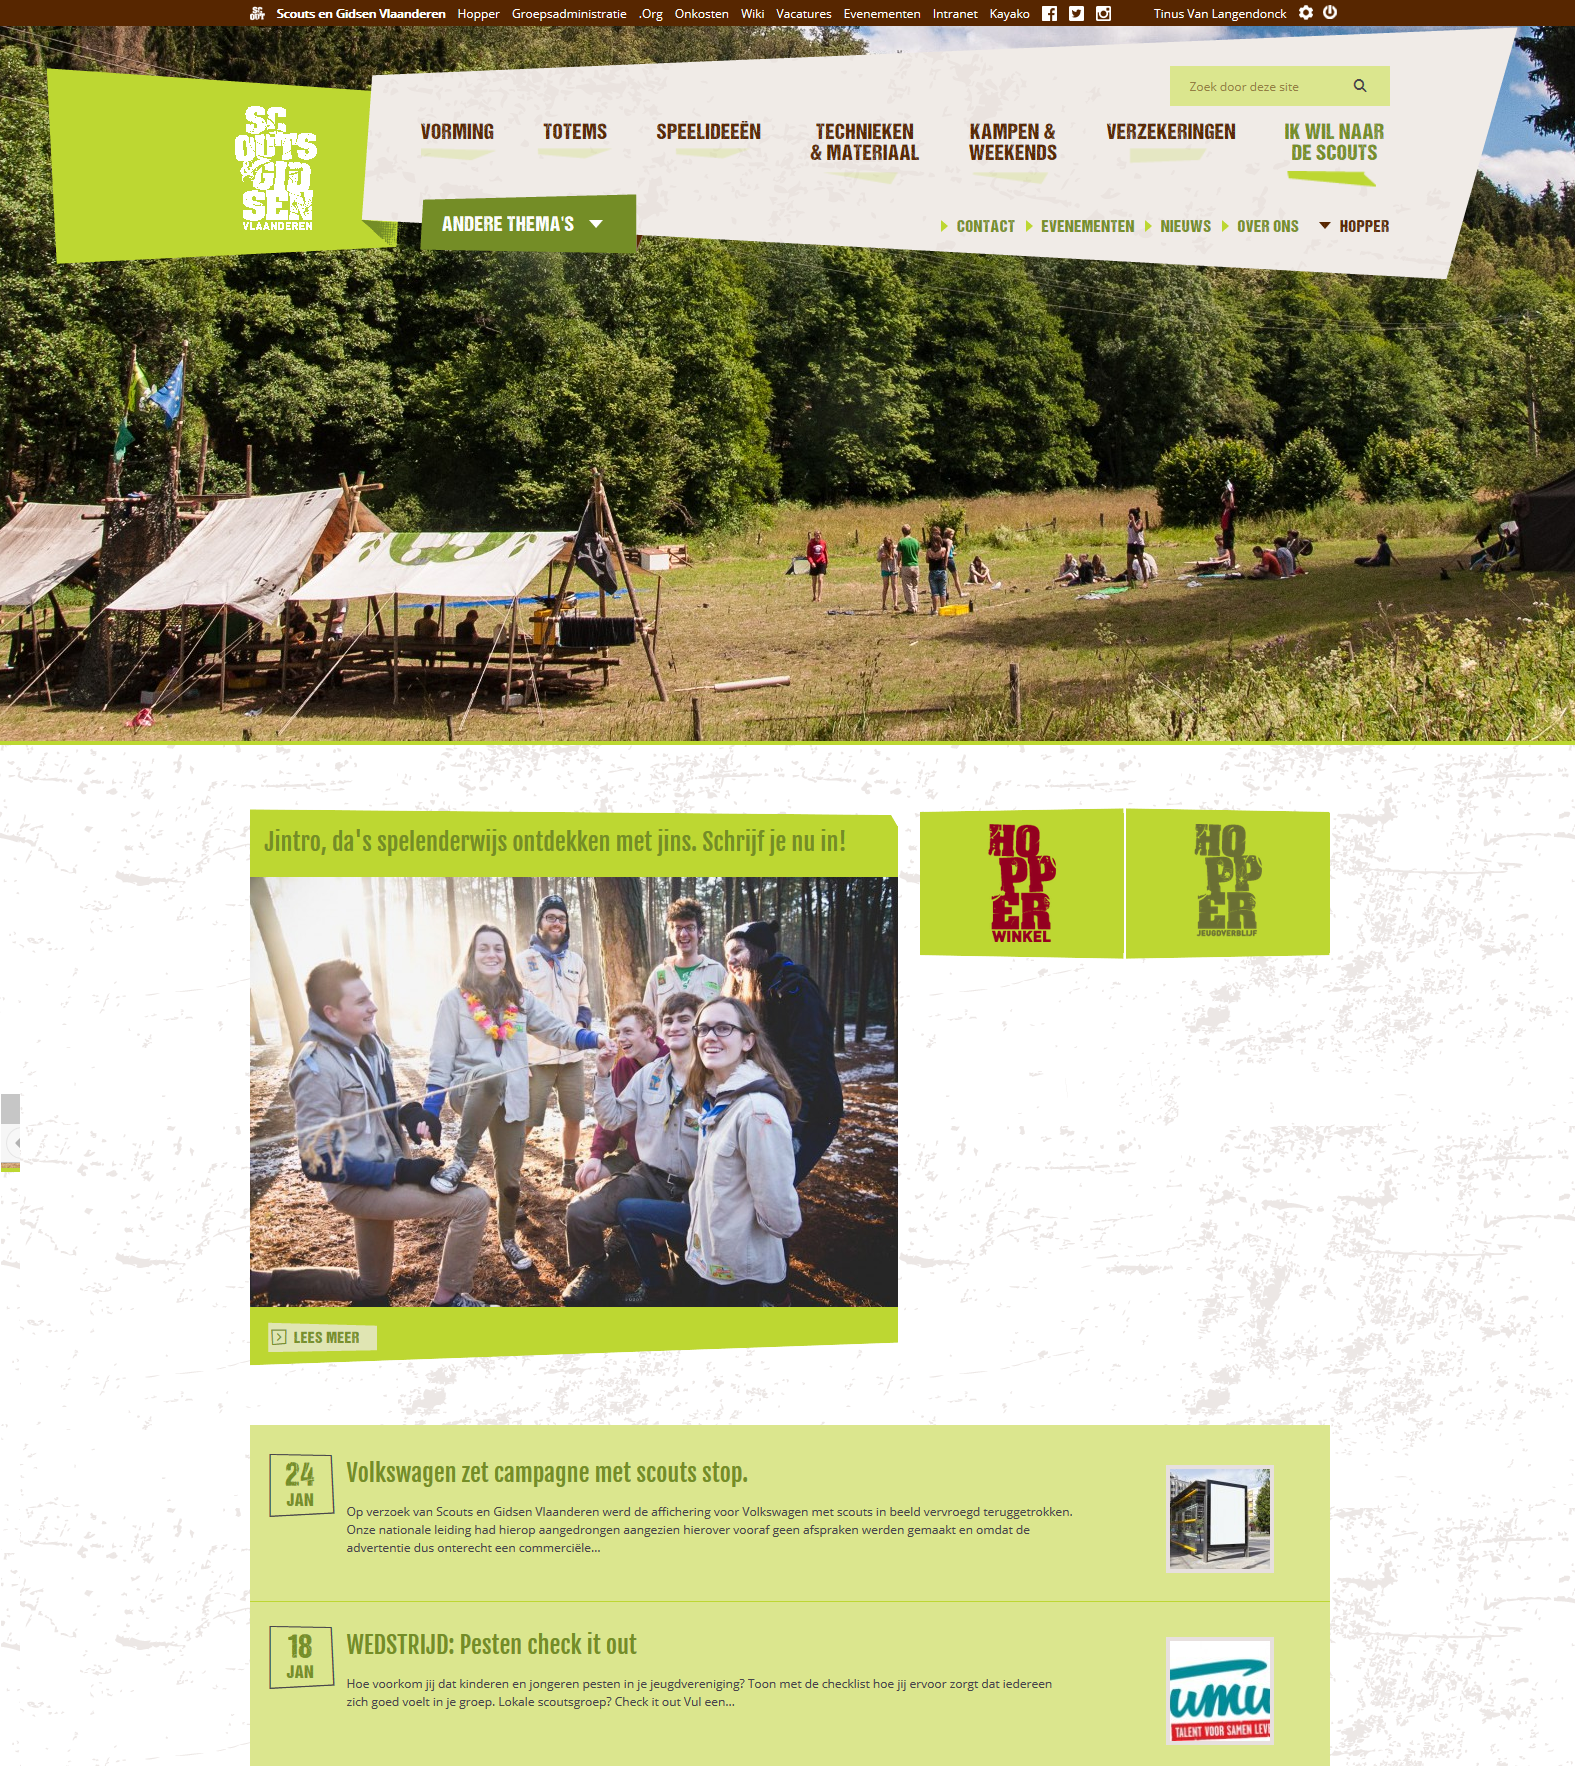 Scouts en Gidsen Vlaanderen Hopper Groepsadministratie .Org Onkosten Wiki Vacatures Evenementen Intranet Kayako Tinus Van Langendonck
SC
OUTS
& GID
SEN
VLAANDEREN
Zoek door deze site
VORMING TOTEMS SPEELIDEEËN
TECHNIEKEN
& MATERIAAL
KAMPEN &
WEEKENDS
VERZEKERINGEN
IK WIL NAAR
DE SCOUTS
ANDERE THEMA'S
CONTACT EVENEMENTEN NIEUWS OVER ONS HOPPER
Jintro, da's spelenderwijs ontdekken met jins. Schrijf je nu in!
HO
PP
ER
WINKEL
HO
PP
ER
JEUGDVERBLIJF
LEES MEER
24
JAN
Volkswagen zet campagne met scouts stop.
Op verzoek van Scouts en Gidsen Vlaanderen werd de affichering voor Volkswagen met scouts in beeld vervroegd teruggetrokken.
Onze nationale leiding had hierop aangedrongen aangezien hierover vooraf geen afspraken werden gemaakt en omdat de
advertentie dus onterecht een commerciële...
18
JAN
WEDSTRIJD: Pesten check it out
Hoe voorkom jij dat kinderen en jongeren pesten in je jeugdvereniging? Toon met de checklist hoe jij ervoor zorgt dat iedereen
zich goed voelt in je groep. Lokale scoutsgroep? Check it out Vul een...
umu
TALENT VOOR SAMEN LEV